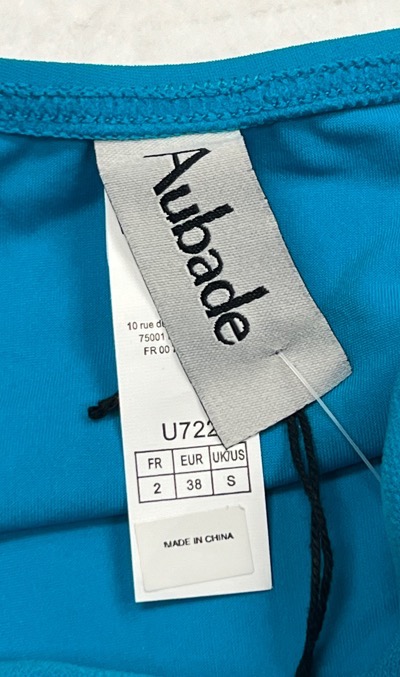 Aubade
10 rue de
75001
FR 00
U722
FR EUR UK/US
2 38 S
MADE IN CHINA